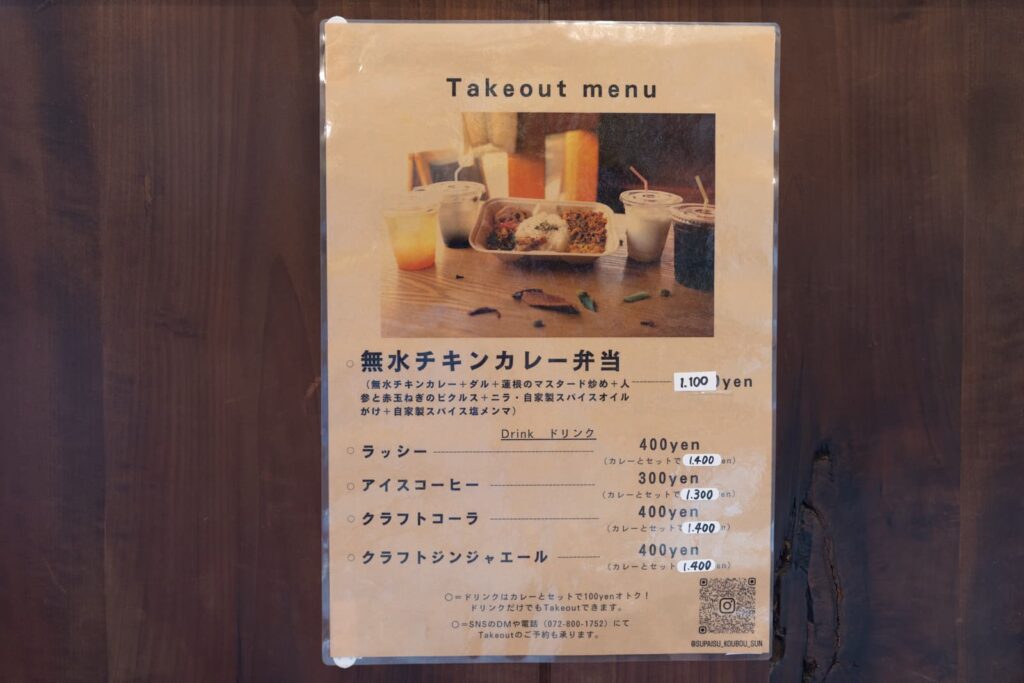 Takeout menu
○ 無水チキンカレー弁当
（無水チキンカレー＋ダル＋蓮根のマスタード炒め＋人 1.100 yen
参と赤玉ねぎのピクルス＋ニラ・自家製スパイスオイル
がけ＋自家製スパイス塩メンマ）
Drink ドリンク
○ ラッシー 400yen
（カレーとセットで 1.400 en）
○ アイスコーヒー 300yen
（カレーとセットで 1.300 en）
○ クラフトコーラ 400yen
（カレーとセットで 1.400 n）
○ クラフトジンジャエール 400yen
（カレーとセット 1.400 en）
○＝ドリンクはカレーとセットで100yenオトク！
ドリンクだけでもTakeoutできます。
○＝SNSのDMや電話（072-800-1752）にて
Takeoutのご予約も承ります。
@SUPAISU_KOUBOU_SUN